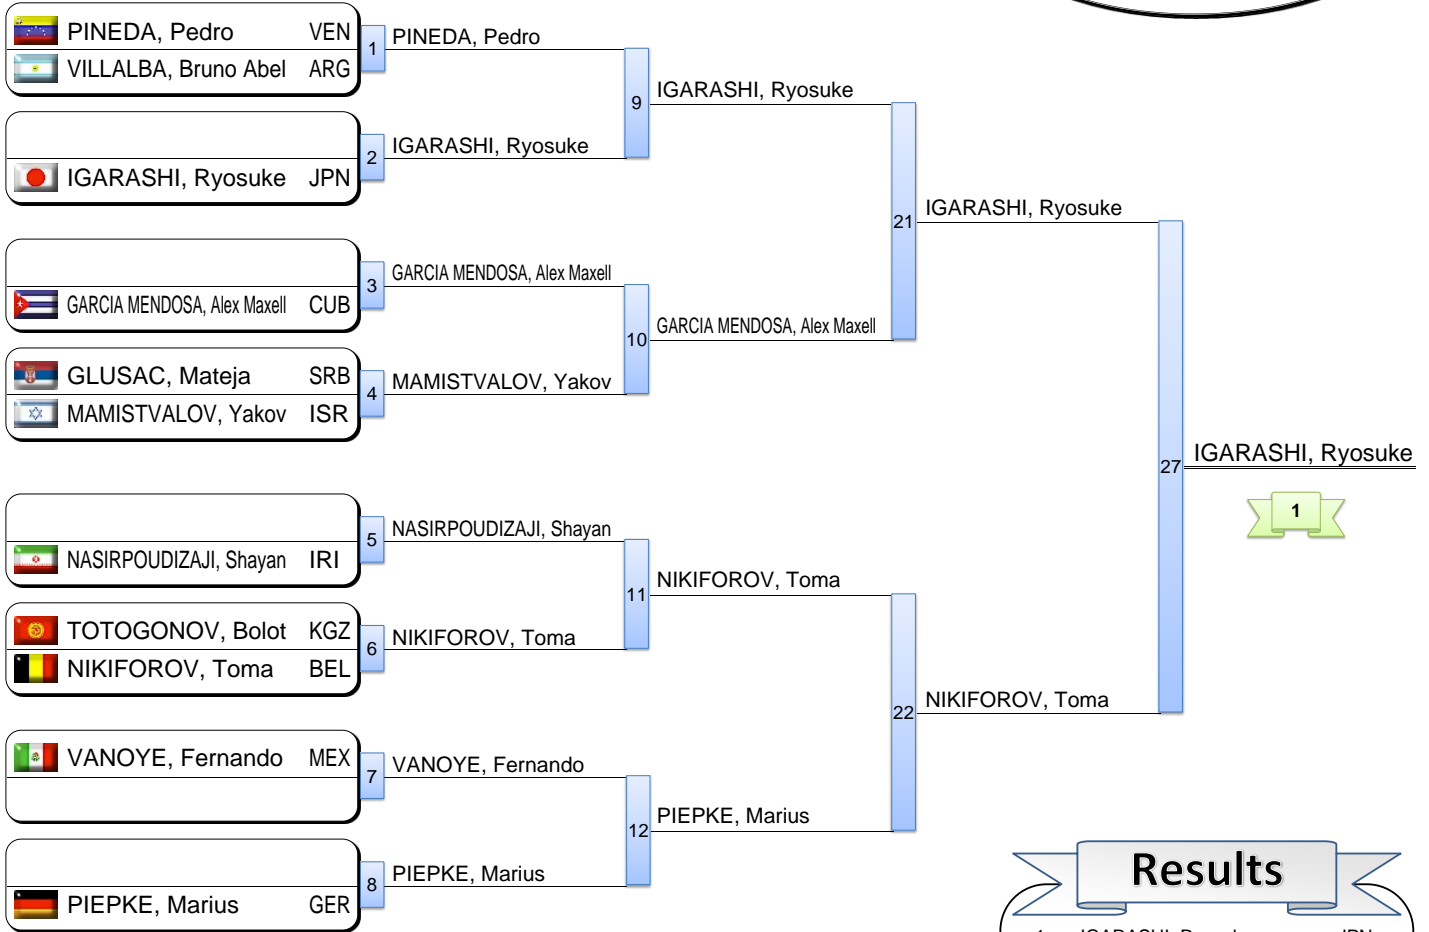 PINEDA, Pedro VEN
VILLALBA, Bruno Abel ARG
1
PINEDA, Pedro
IGARASHI, Ryosuke JPN
2
IGARASHI, Ryosuke
9
IGARASHI, Ryosuke
GARCIA MENDOSA, Alex Maxell CUB
3
GARCIA MENDOSA, Alex Maxell
GLUSAC, Mateja SRB
MAMISTVALOV, Yakov ISR
4
MAMISTVALOV, Yakov
10
GARCIA MENDOSA, Alex Maxell
21
IGARASHI, Ryosuke
NASIRPOUDIZAJI, Shayan IRI
5
NASIRPOUDIZAJI, Shayan
TOTOGONOV, Bolot KGZ
NIKIFOROV, Toma BEL
6
NIKIFOROV, Toma
11
NIKIFOROV, Toma
VANOYE, Fernando MEX
7
VANOYE, Fernando
PIEPKE, Marius GER
8
PIEPKE, Marius
12
PIEPKE, Marius
22
NIKIFOROV, Toma
27
IGARASHI, Ryosuke
1
Results